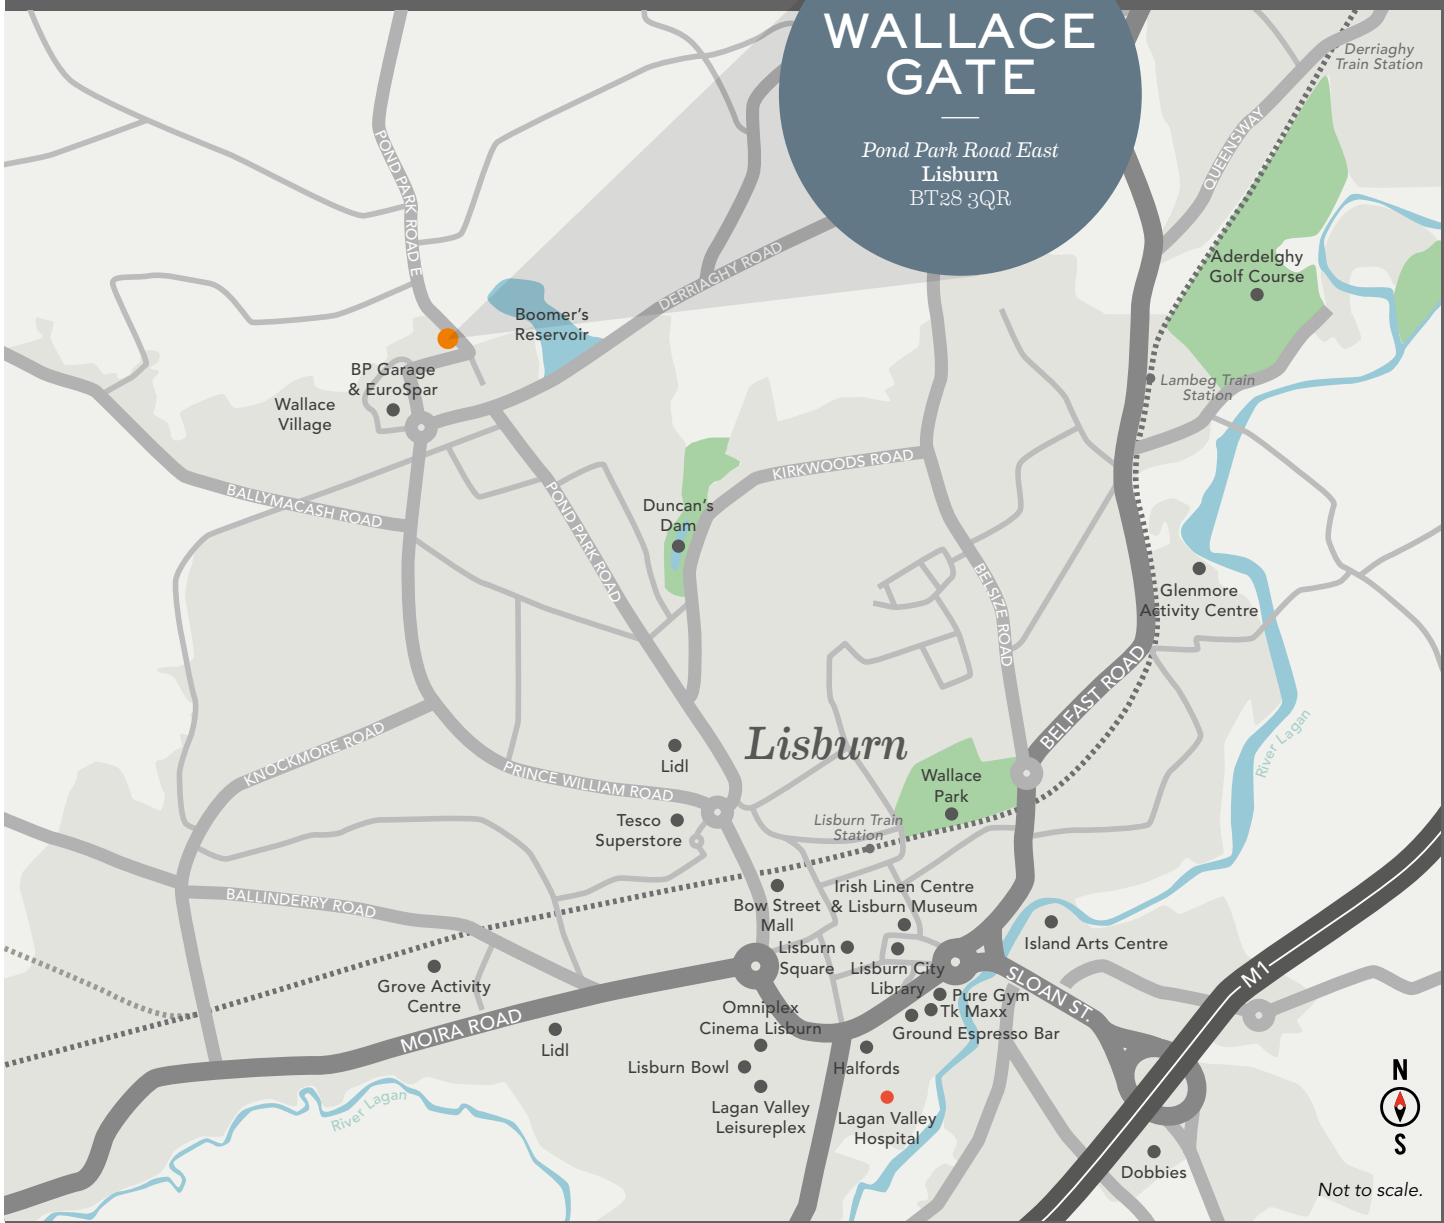 WALLACE
GATE
Pond Park Road East
Lisburn
BT28 3QR
Derriaghy
Train Station
QUEENSWAY
POND PARK ROAD E
DERRIAGHY ROAD
Aderdelghy
Golf Course
Boomer's
Reservoir
BP Garage
& EuroSpar
Wallace
Village
Lambeg Train
Station
KIRKWOODS ROAD
BALLYMACASH ROAD
POND PARK ROAD
Duncan's
Dam
BELSIZE ROAD
Glenmore
Activity Centre
BELFAST ROAD
River Lagan
KNOCKMORE ROAD
Lisburn
Lidl
PRINCE WILLIAM ROAD
Wallace
Park
Tesco
Superstore
Lisburn Train
Station
BALLINDERRY ROAD
Bow Street
Mall
Irish Linen Centre
& Lisburn Museum
Lisburn
Square
Lisburn City
Library
Island Arts Centre
Grove Activity
Centre
M1
SLOAN ST.
Pure Gym
Tk Maxx
Ground Espresso Bar
Omniplex
Cinema Lisburn
MOIRA ROAD
Lidl
Lisburn Bowl
Halfords
Lagan Valley
Leisureplex
Lagan Valley
Hospital
River Lagan
Dobbies
N
S
Not to scale.